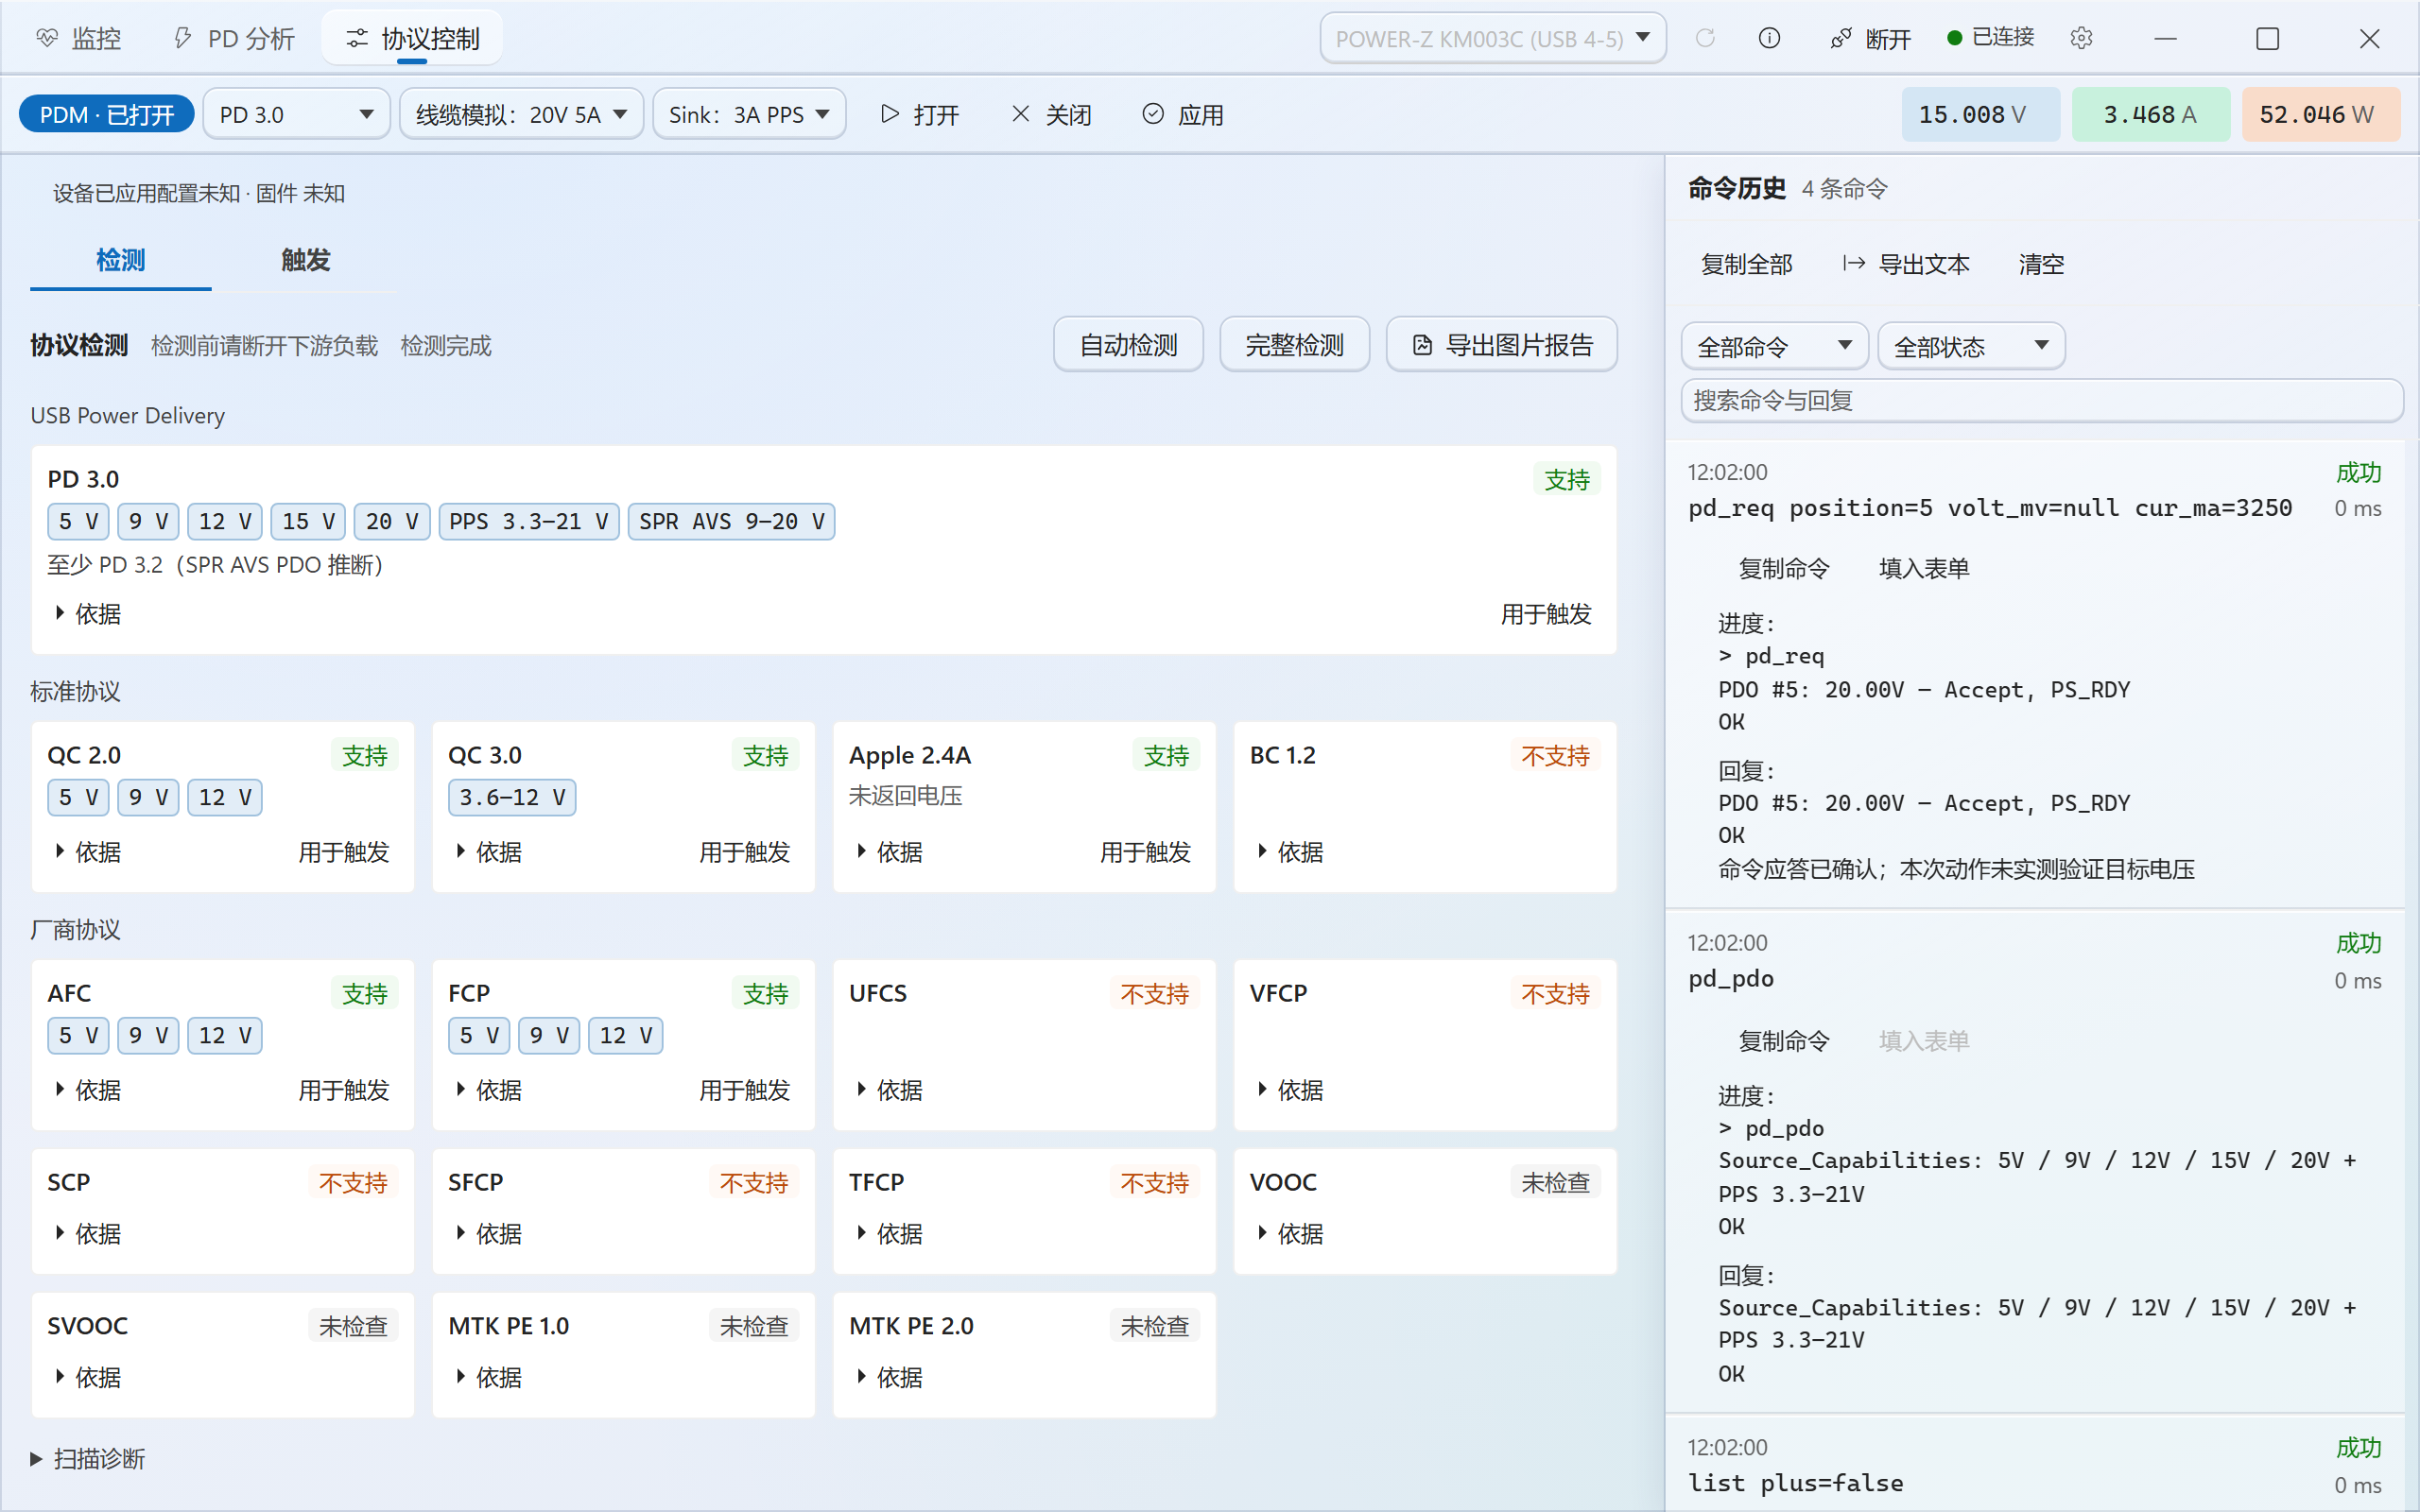 监控 PD 分析 协议控制 POWER-Z KM003C (USB 4-5) 断开 已连接
PDM · 已打开 PD 3.0 线缆模拟：20V 5A Sink：3A PPS 打开 关闭 应用 15.008 V 3.468 A 52.046 W
设备已应用配置未知 · 固件 未知
检测 触发
协议检测 检测前请断开下游负载 检测完成 自动检测 完整检测 导出图片报告
USB Power Delivery
PD 3.0 支持
5 V 9 V 12 V 15 V 20 V PPS 3.3–21 V SPR AVS 9–20 V
至少 PD 3.2（SPR AVS PDO 推断）
依据 用于触发
标准协议
QC 2.0 支持
5 V 9 V 12 V
依据 用于触发
QC 3.0 支持
3.6–12 V
依据 用于触发
Apple 2.4A 支持
未返回电压
依据 用于触发
BC 1.2 不支持
依据
厂商协议
AFC 支持
5 V 9 V 12 V
依据 用于触发
FCP 支持
5 V 9 V 12 V
依据 用于触发
UFCS 不支持
依据
VFCP 不支持
依据
SCP 不支持
依据
SFCP 不支持
依据
TFCP 不支持
依据
VOOC 未检查
依据
SVOOC 未检查
依据
MTK PE 1.0 未检查
依据
MTK PE 2.0 未检查
依据
扫描诊断
命令历史 4 条命令
复制全部 导出文本 清空
全部命令 全部状态
搜索命令与回复
12:02:00 成功
pd_req position=5 volt_mv=null cur_ma=3250 0 ms
复制命令 填入表单
进度：
> pd_req
PDO #5: 20.00V — Accept, PS_RDY
OK
回复：
PDO #5: 20.00V — Accept, PS_RDY
OK
命令应答已确认；本次动作未实测验证目标电压
12:02:00 成功
pd_pdo 0 ms
复制命令 填入表单
进度：
> pd_pdo
Source_Capabilities: 5V / 9V / 12V / 15V / 20V +
PPS 3.3–21V
OK
回复：
Source_Capabilities: 5V / 9V / 12V / 15V / 20V +
PPS 3.3–21V
OK
12:02:00 成功
list plus=false 0 ms